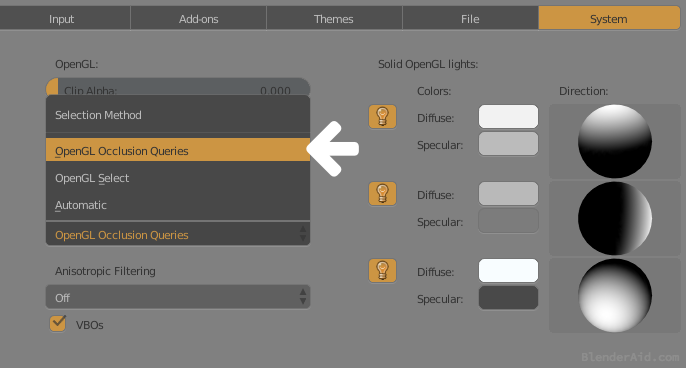 Input Add-ons Themes File System
OpenGL:
Clip Alpha: 0.000
Selection Method
OpenGL Occlusion Queries
OpenGL Select
Automatic
OpenGL Occlusion Queries
Anisotropic Filtering
Off
VBOs
Solid OpenGL lights:
Colors: Direction:
Diffuse:
Specular:
Diffuse:
Specular:
Diffuse:
Specular:
BlenderAid.com